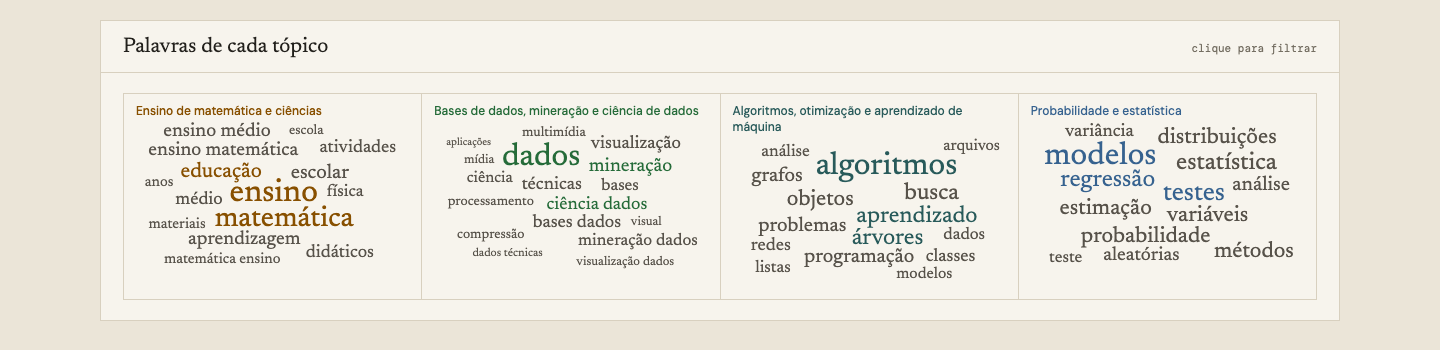 Palavras de cada tópico
clique para filtrar
Ensino de matemática e ciências
ensino médio escola
ensino matemática atividades
educação escolar
anos médio ensino física
materiais matemática
aprendizagem didáticos
matemática ensino
Bases de dados, mineração e ciência de dados
multimídia
aplicações visualização
mídia dados mineração
ciência técnicas bases
processamento ciência dados
bases dados visual
compressão mineração dados
dados técnicas visualização dados
Algoritmos, otimização e aprendizado de
máquina
análise arquivos
grafos algoritmos
objetos busca
problemas aprendizado
redes árvores dados
listas programação classes
modelos
Probabilidade e estatística
variância distribuições
modelos estatística
regressão testes análise
estimação variáveis
probabilidade
teste aleatórias métodos